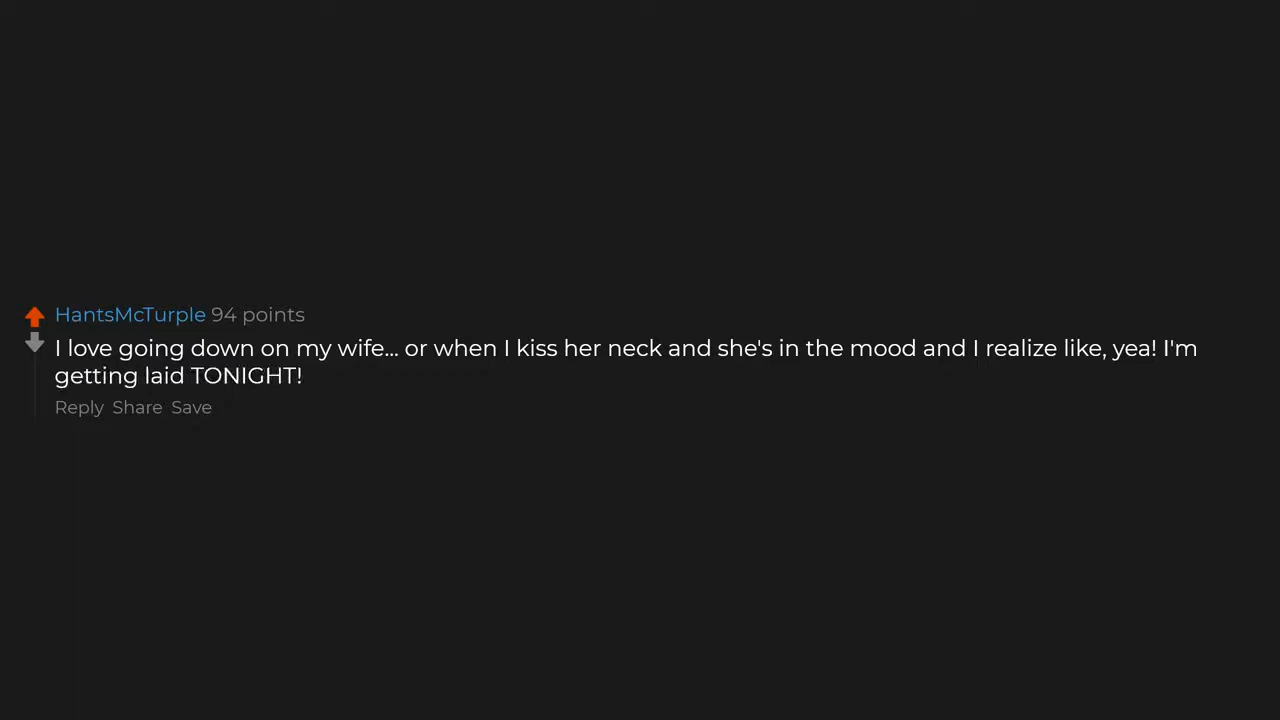 HantsMcTurple 94 points
I love going down on my wife... or when I kiss her neck and she's in the mood and I realize like, yea! I'm
getting laid TONIGHT!
Reply Share Save